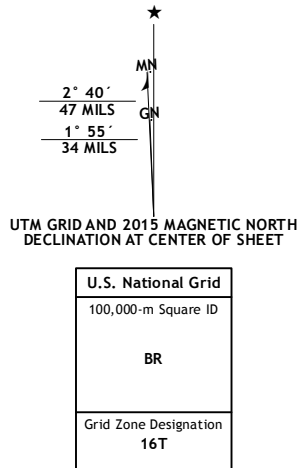 MN
2° 40´
47 MILS
GN
1° 55´
34 MILS
UTM GRID AND 2015 MAGNETIC NORTH
DECLINATION AT CENTER OF SHEET
U.S. National Grid
100,000-m Square ID
BR
Grid Zone Designation
16T